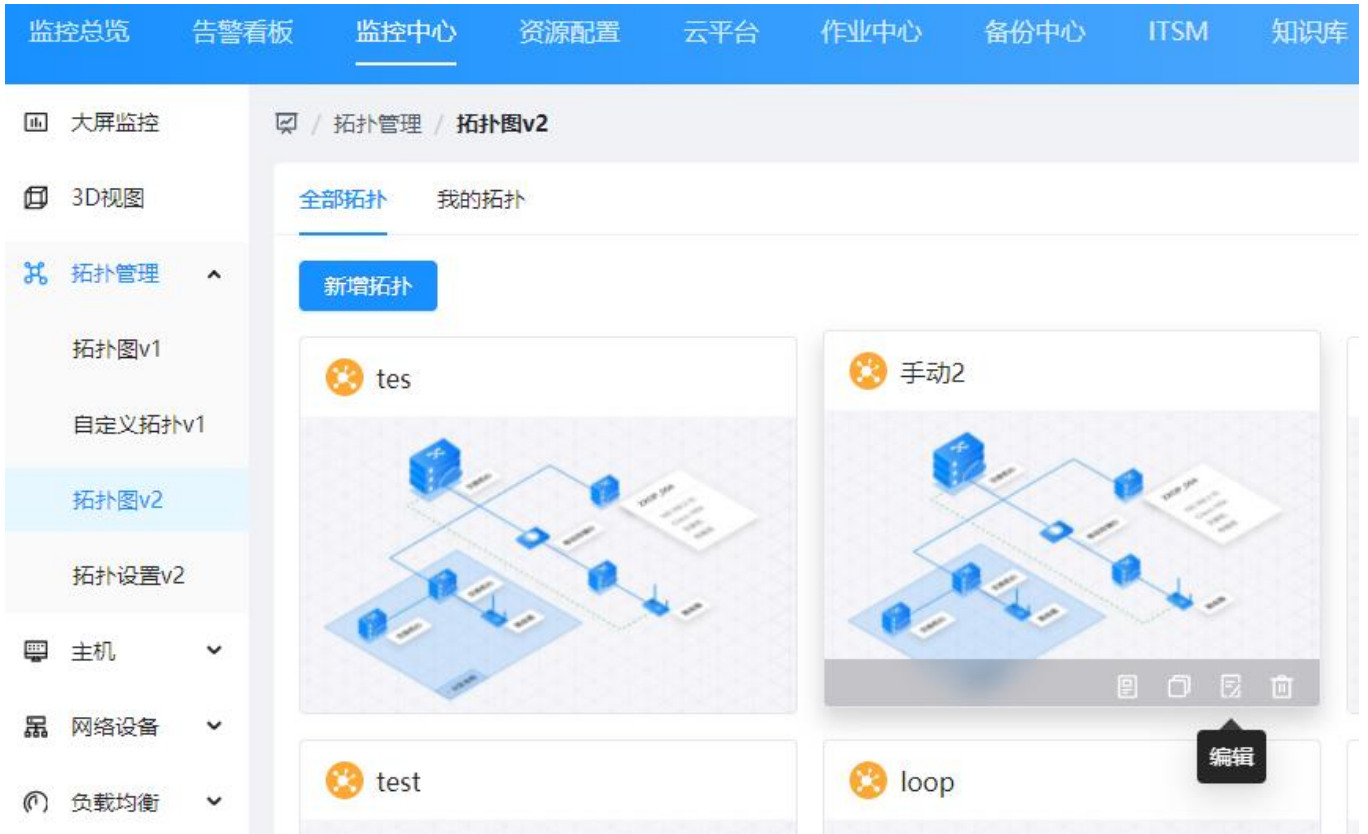 监控总览 告警看板 监控中心 资源配置 云平台 作业中心 备份中心 ITSM 知识库
大屏监控
/ 拓扑管理 / 拓扑图v2
3D视图
全部拓扑 我的拓扑
拓扑管理
新增拓扑
拓扑图v1
tes
手动2
自定义拓扑v1
拓扑图v2
拓扑设置v2
主机
网络设备
编辑
test
loop
负载均衡